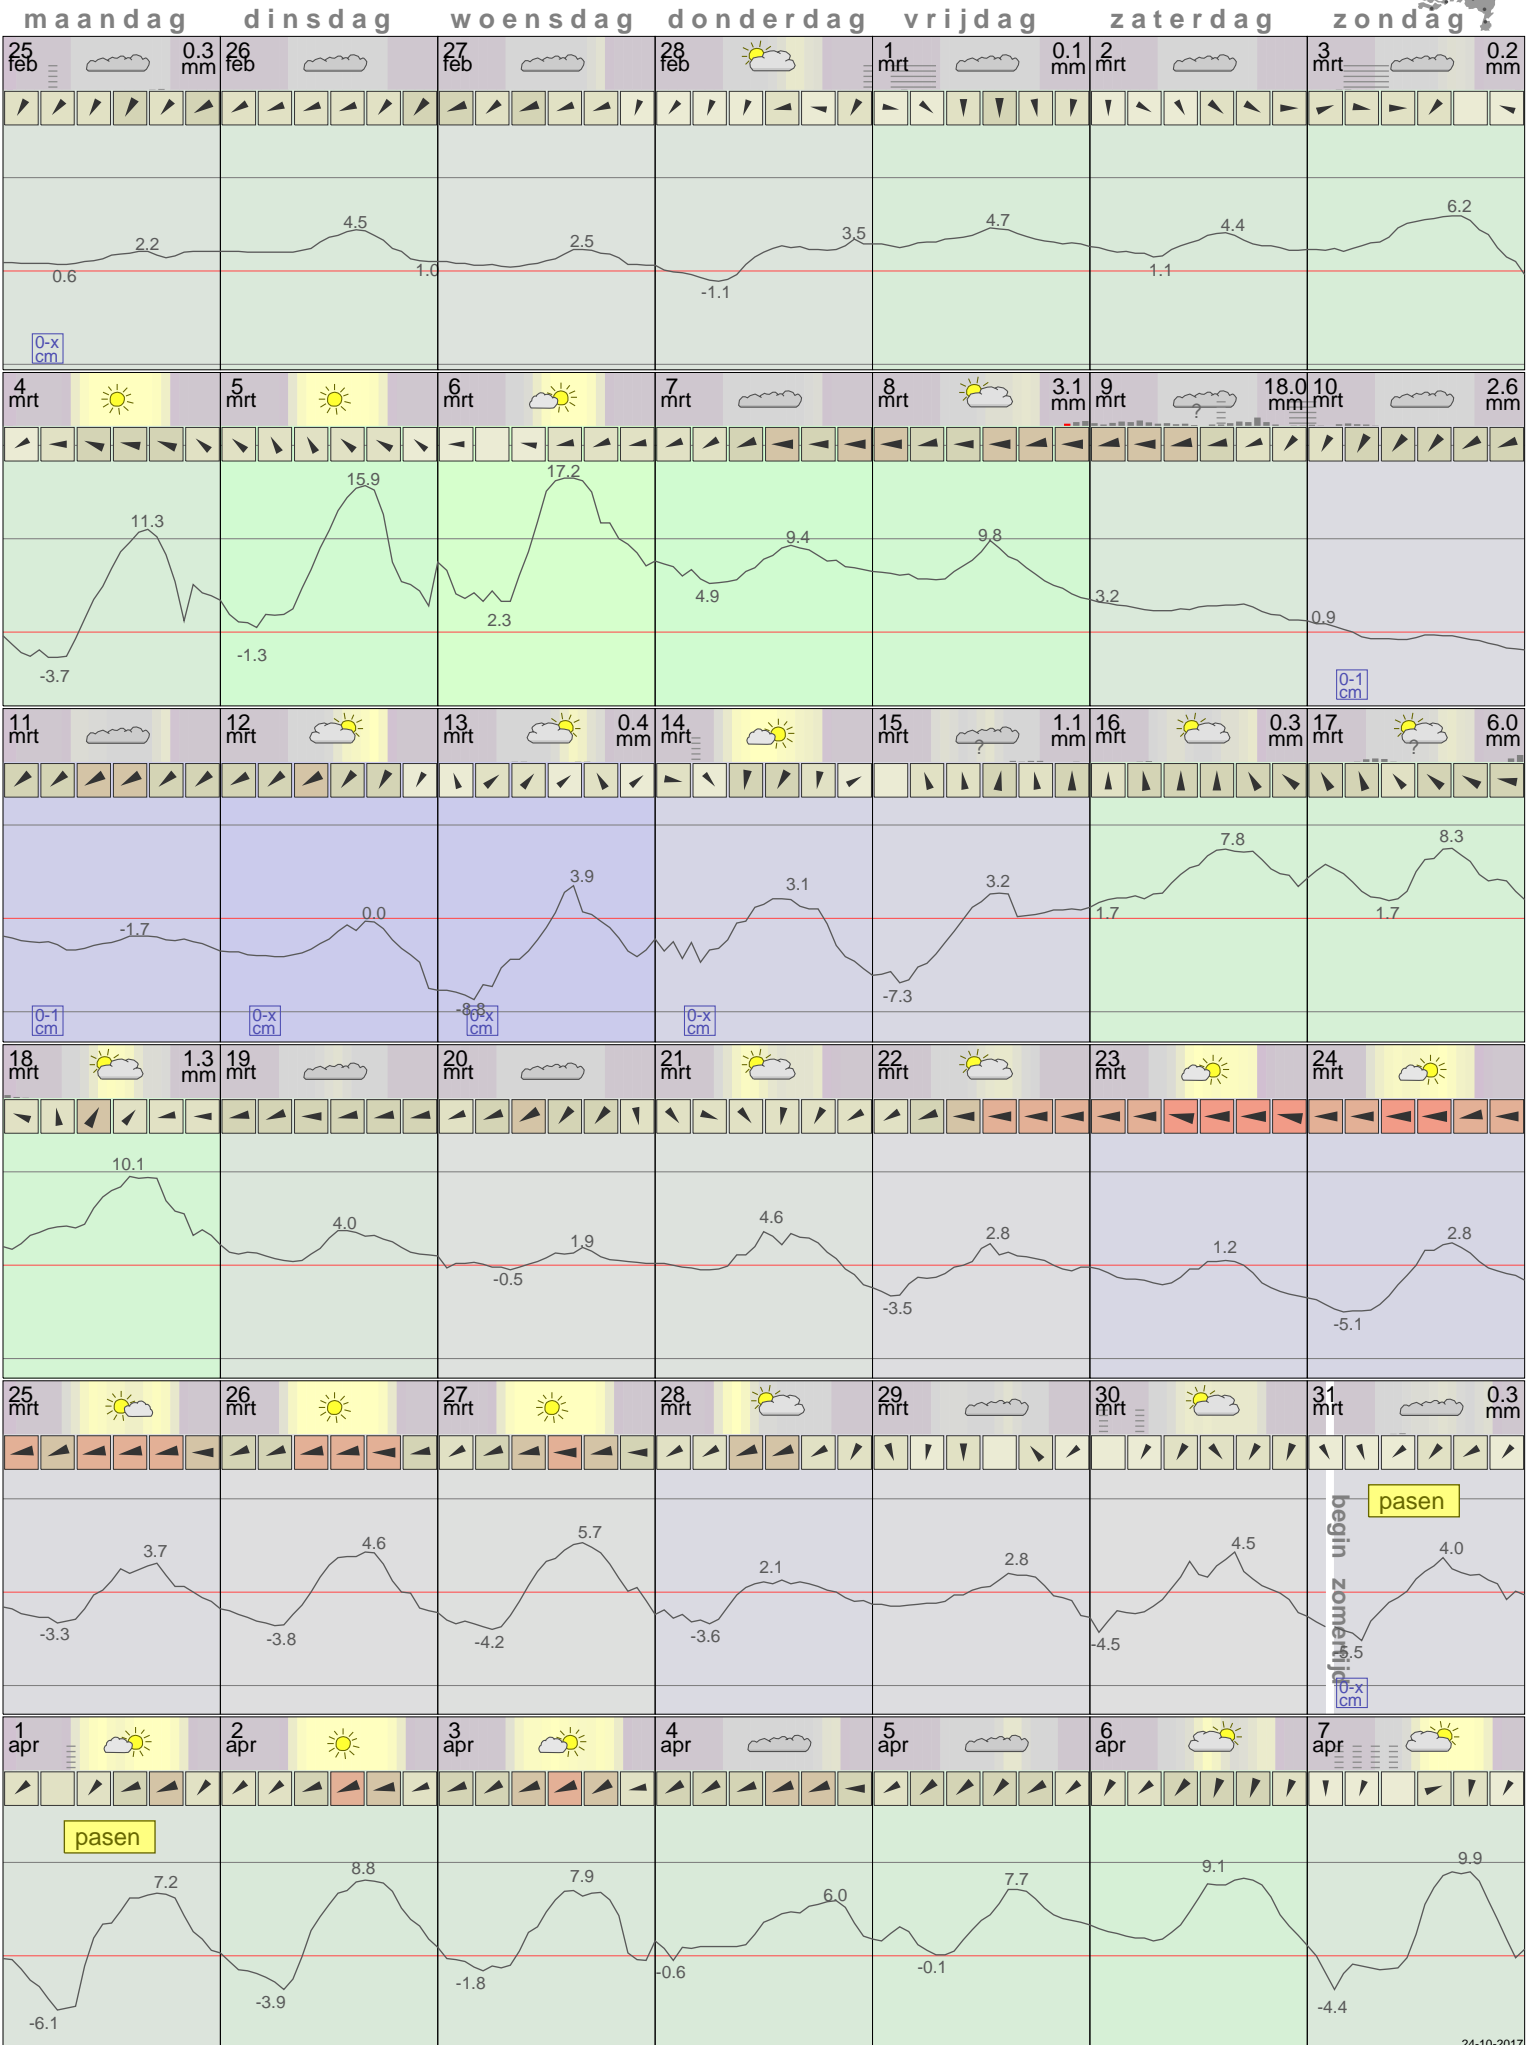 maandag dinsdag woensdag donderdag vrijdag zaterdag zondag
25 feb 0.3 mm 26 feb 27 feb 28 feb 1 mrt 0.1 mm 2 mrt 3 mrt 0.2 mm
2.2 4.5 2.5 3.5 4.7 4.4 6.2
0.6 1.0 -1.1 1.1
0-x cm
4 mrt 5 mrt 6 mrt 7 mrt 8 mrt 3.1 mm 9 mrt ? 18.0 10 mrt 2.6 mm
11.3 15.9 17.2 9.4 9.8 3.2 0.9
-3.7 -1.3 2.3 4.9
0-1 cm
11 mrt 12 mrt 13 mrt 0.4 mm 14 mrt 15 mrt ? 1.1 mm 16 mrt 0.3 mm 17 mrt ? 6.0 mm
-1.7 0.0 3.9 3.1 3.2 7.8 8.3
-8.8 -7.3 1.7 1.7
0-1 cm 0-x cm 0-x cm 0-x cm
18 mrt 1.3 mm 19 mrt 20 mrt 21 mrt 22 mrt 23 mrt 24 mrt
10.1 4.0 1.9 4.6 2.8 1.2 2.8
-0.5 -3.5 -5.1
25 mrt 26 mrt 27 mrt 28 mrt 29 mrt 30 mrt 31 mrt 0.3 mm
pasen
begin zomertijd
3.7 4.6 5.7 2.1 2.8 4.5 4.0
-3.3 -3.8 -4.2 -3.6 -4.5 -5.5
0-x cm
1 apr 2 apr 3 apr 4 apr 5 apr 6 apr 7 apr
pasen
7.2 8.8 7.9 6.0 7.7 9.1 9.9
-6.1 -3.9 -1.8 -0.6 -0.1 -4.4
24-10-2017